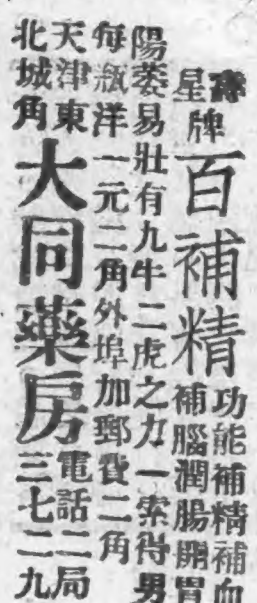 壽星牌
百補精
功能補精補血
補腦潤腸開胃
陽萎易壯有九牛二虎之力一索得男
每瓶洋一元二角外埠加郵費二角
天津東
北城角
大同藥房
電話二局
三七二九